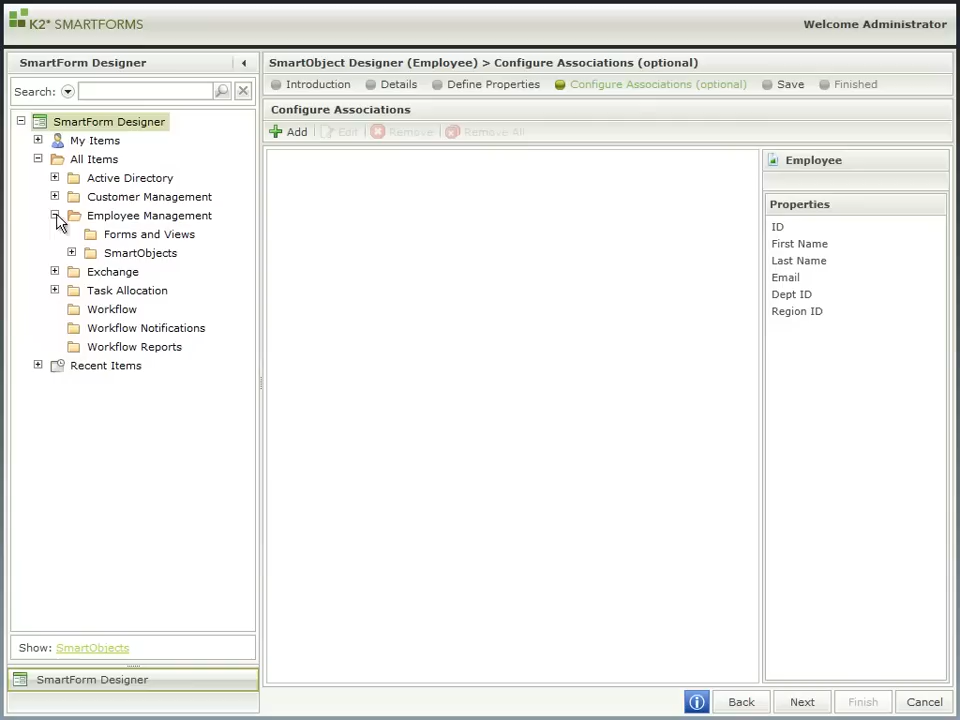 K2* SMARTFORMS
Welcome Administrator
SmartForm Designer
Search:
SmartForm Designer
My Items
All Items
Active Directory
Customer Management
Employee Management
Forms and Views
SmartObjects
Exchange
Task Allocation
Workflow
Workflow Notifications
Workflow Reports
Recent Items
Show: SmartObjects
SmartForm Designer
SmartObject Designer (Employee) > Configure Associations (optional)
Introduction Details Define Properties Configure Associations (optional) Save Finished
Configure Associations
Add Edit Remove Remove All
Employee
Properties
ID
First Name
Last Name
Email
Dept ID
Region ID
Back Next Finish Cancel